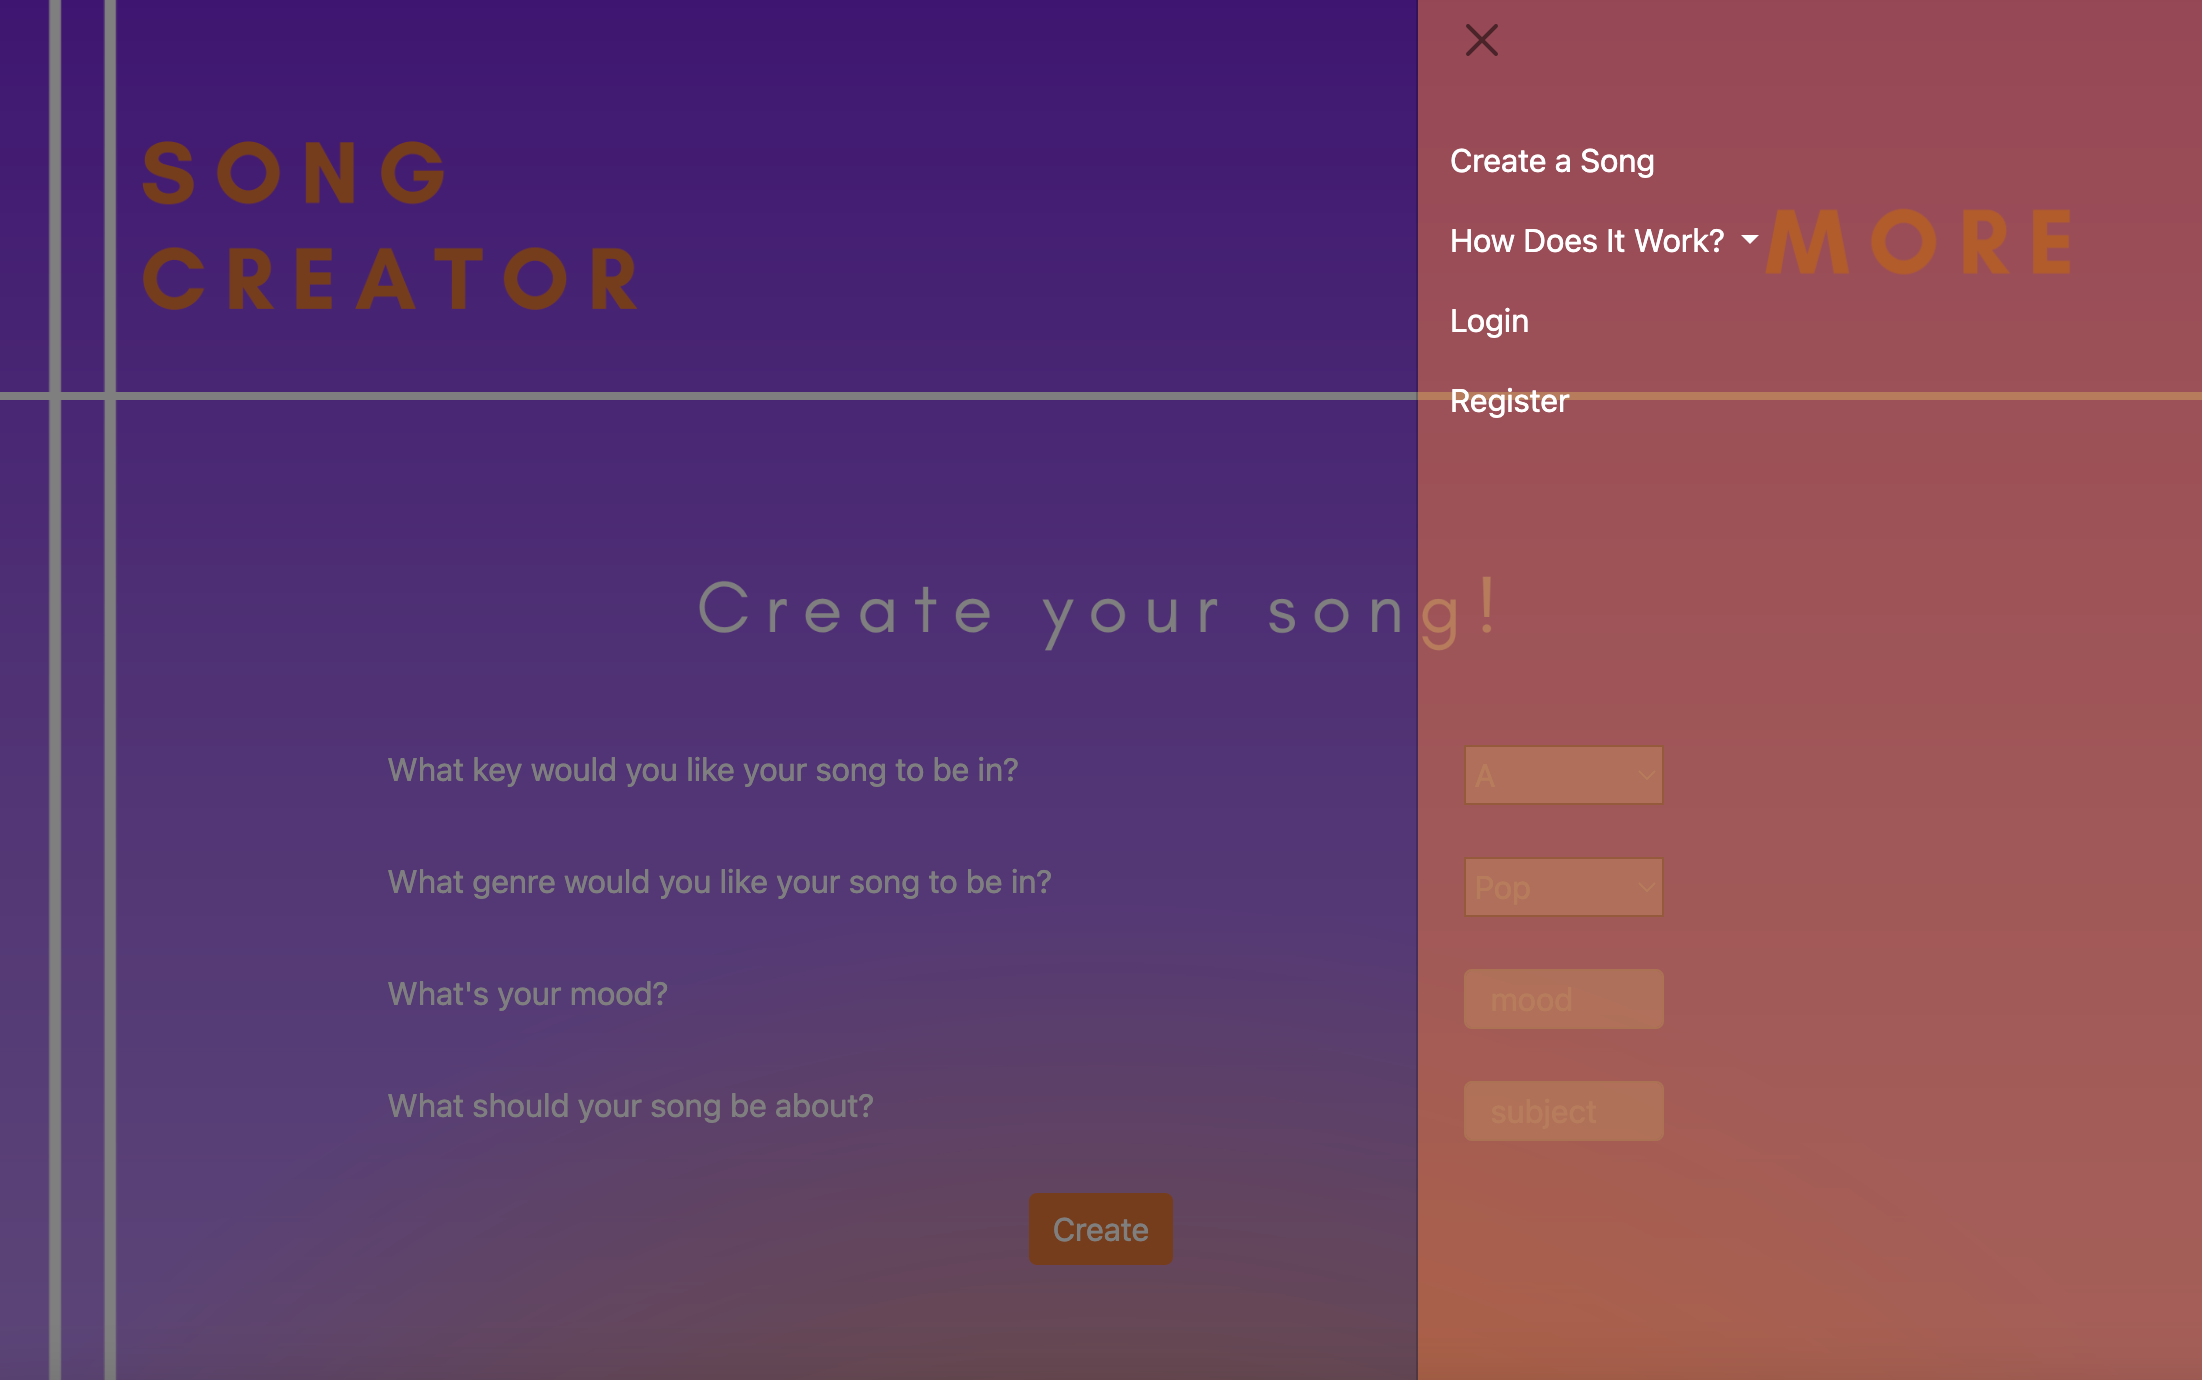 SONG
CREATOR
Create a Song
How Does It Work?
MORE
Login
Register
Create your song!
What key would you like your song to be in?
A
What genre would you like your song to be in?
Pop
What's your mood?
mood
What should your song be about?
subject
Create